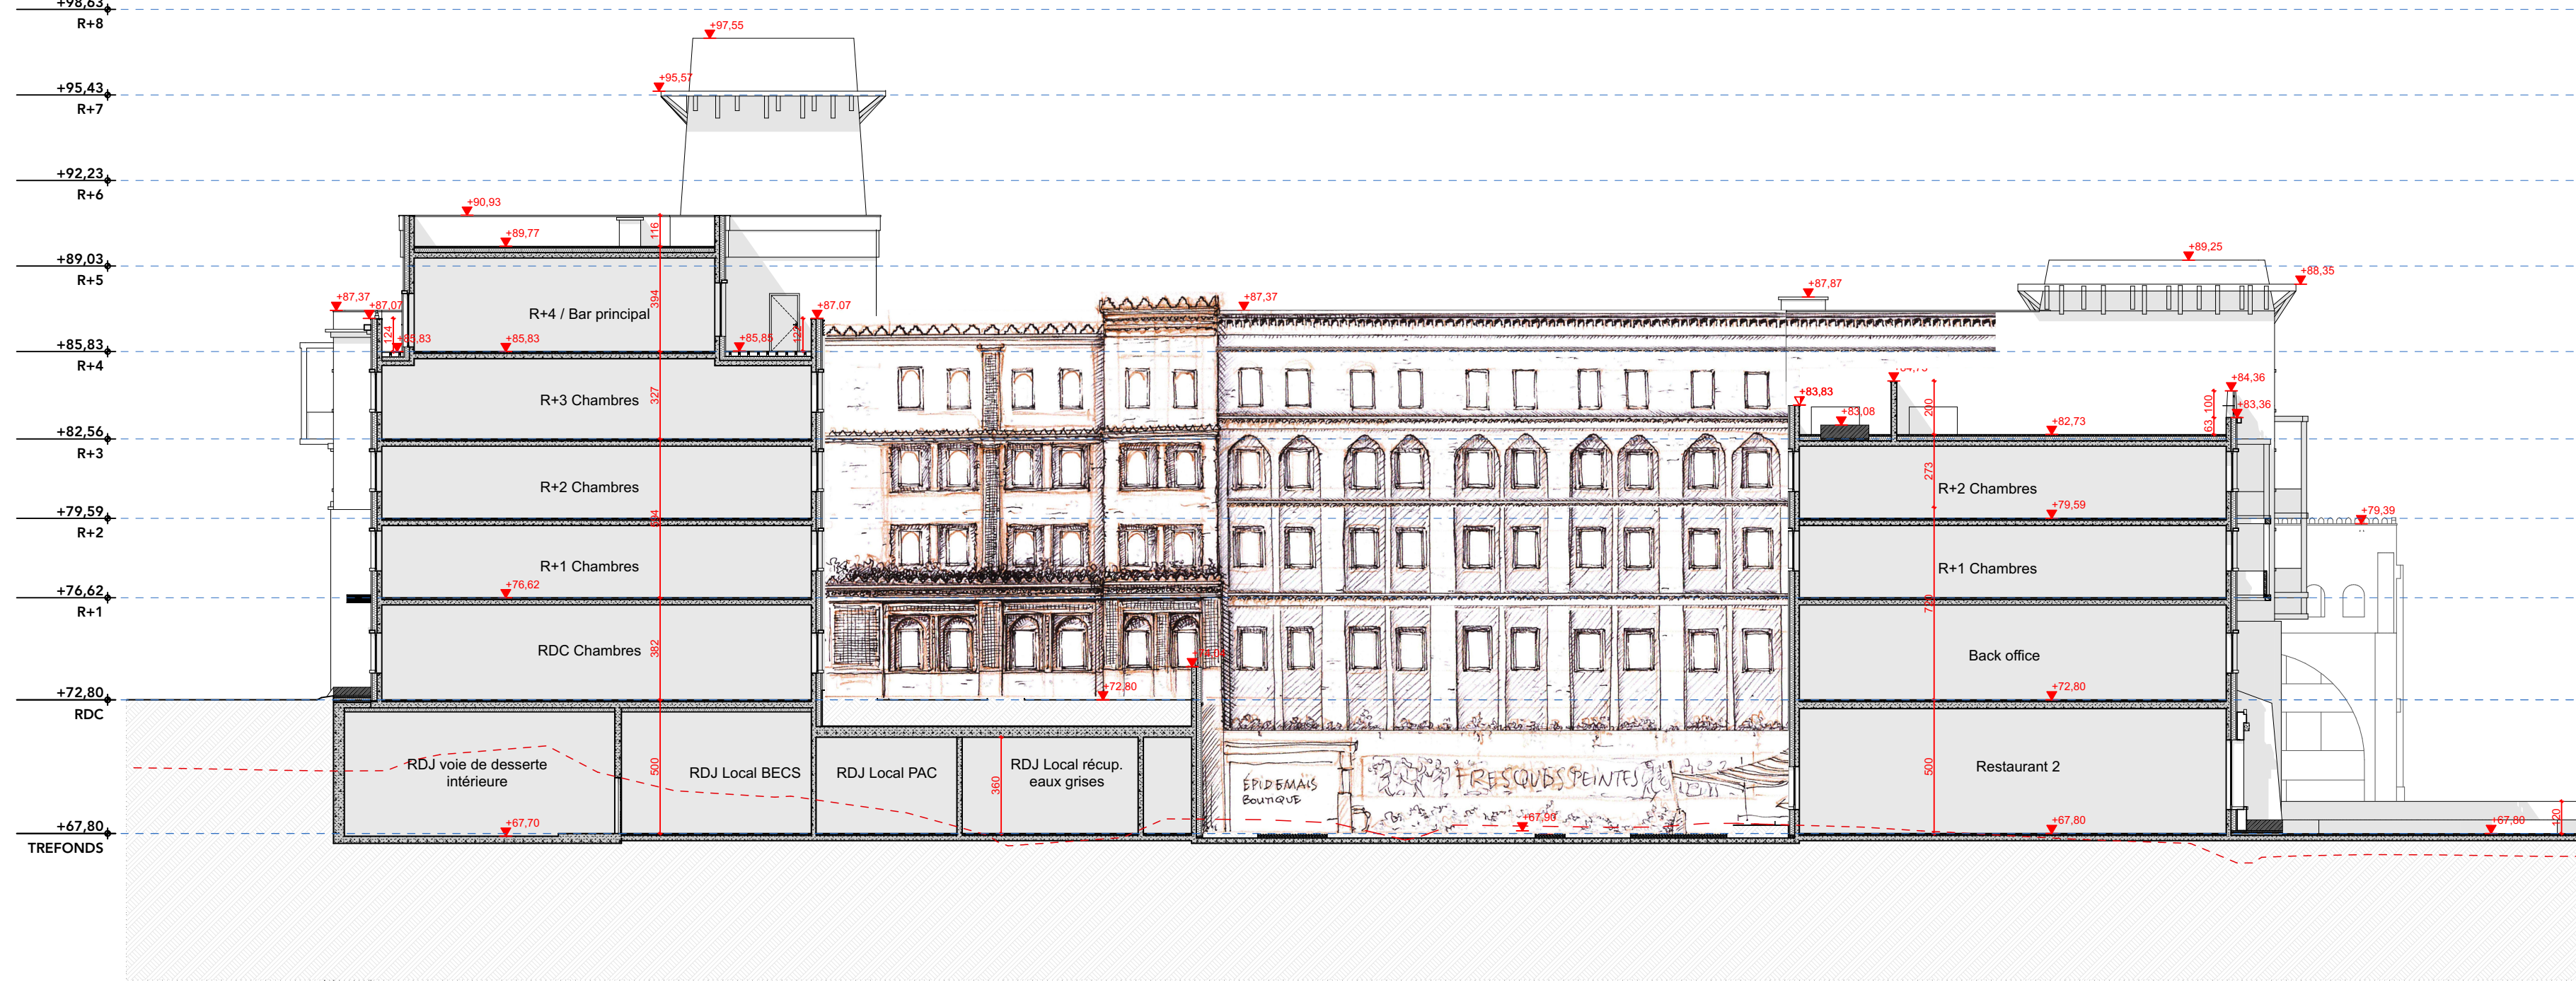 +98,63
R+8
+97,55
+95,57
+95,43
R+7
+92,23
R+6
+90,93
116
+89,77
+89,03
R+5
+89,25
+88,35
+87,87
394
R+4 / Bar principal
+87,37
+87,07
+87,07
+87,37
124
+85,83
+85,83
+85,85
+85,83
R+4
327
R+3 Chambres
+84,36
+83,83
+83,08
200
63
100
+83,36
+82,73
+82,56
R+3
R+2 Chambres
273
R+2 Chambres
+79,59
R+2
+79,59
+79,39
R+1 Chambres
R+1 Chambres
+76,62
+76,62
R+1
RDC Chambres
382
Back office
+72,80
RDC
+72,80
+72,80
RDJ voie de desserte
intérieure
500
RDJ Local BECS
RDJ Local PAC
360
RDJ Local récup.
eaux grises
ÉPIDEMAIS
BOUTIQUE
500
Restaurant 2
+67,80
TREFONDS
+67,70
+67,90
+67,80
+67,80
120